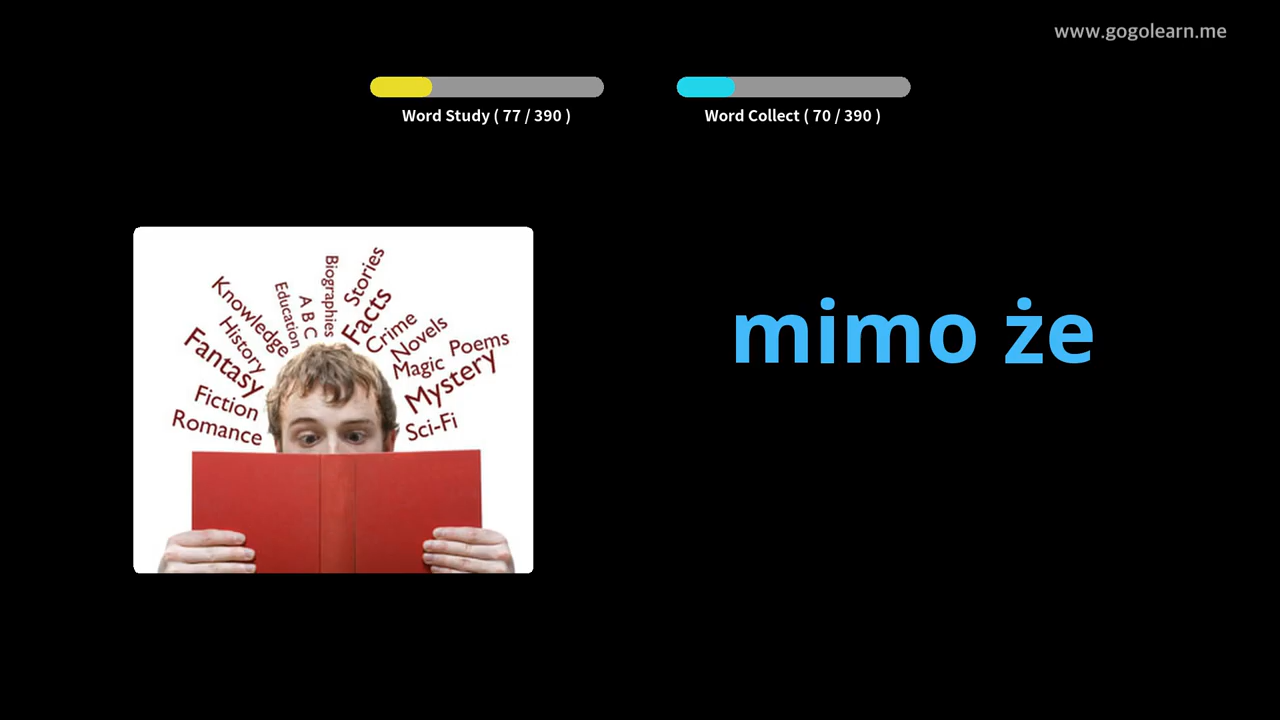 www.gogolearn.me
Word Study ( 77 / 390 )
Word Collect ( 70 / 390 )
Biographies
Stories
Education
A B C
Facts
Knowledge
Crime
History
Novels
Fantasy
Magic
Poems
Mystery
Fiction
Romance
Sci-Fi
mimo że